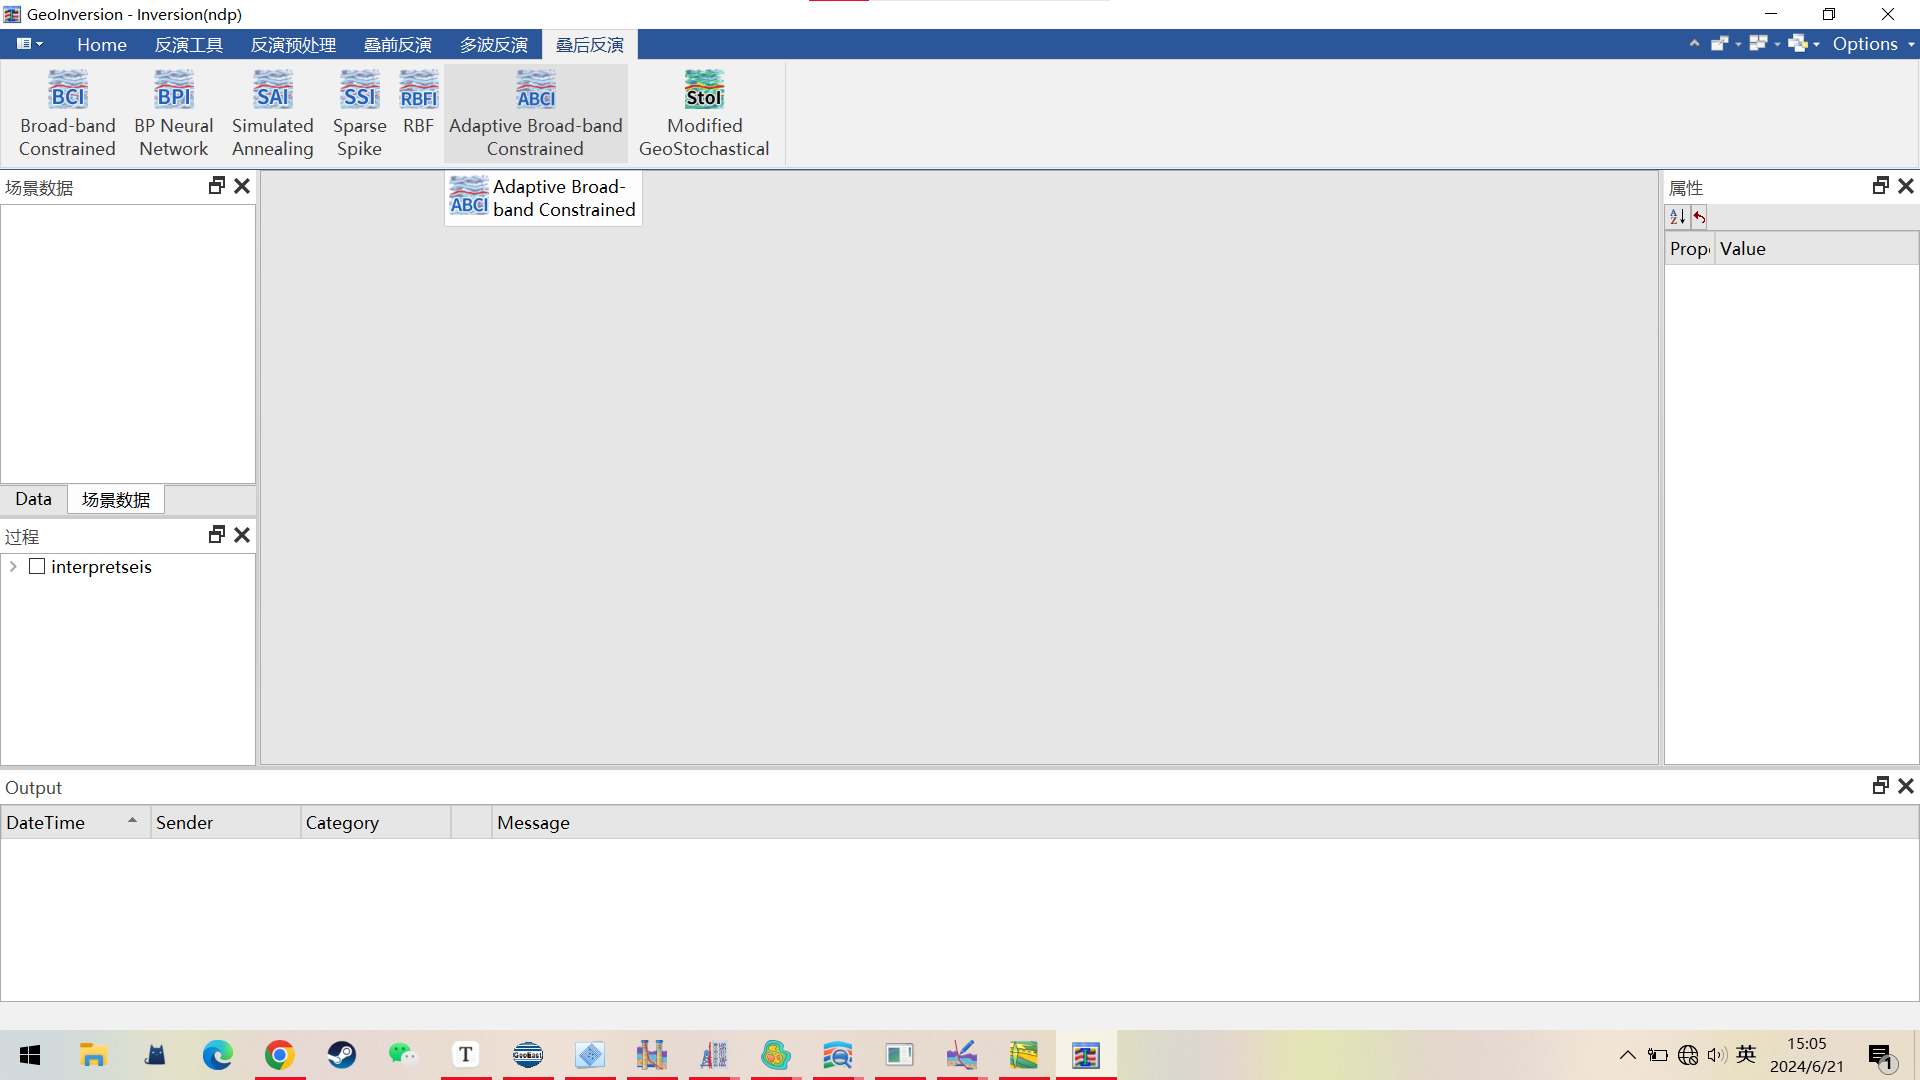 GeoInversion - Inversion(ndp)
Home 反演工具 反演预处理 叠前反演 多波反演 叠后反演 Options
BCI BPI SAI SSI RBFI ABCI StoI
Broad-band Constrained
BP Neural Network
Simulated Annealing
Sparse Spike
RBF
Adaptive Broad-band Constrained
Modified GeoStochastical
场景数据
ABCI
Adaptive Broad-
band Constrained
属性
A Z
Value
Data 场景数据
过程
interpretseis
Output
DateTime Sender Category Message
T
GeoEast
英
15:05
2024/6/21
1